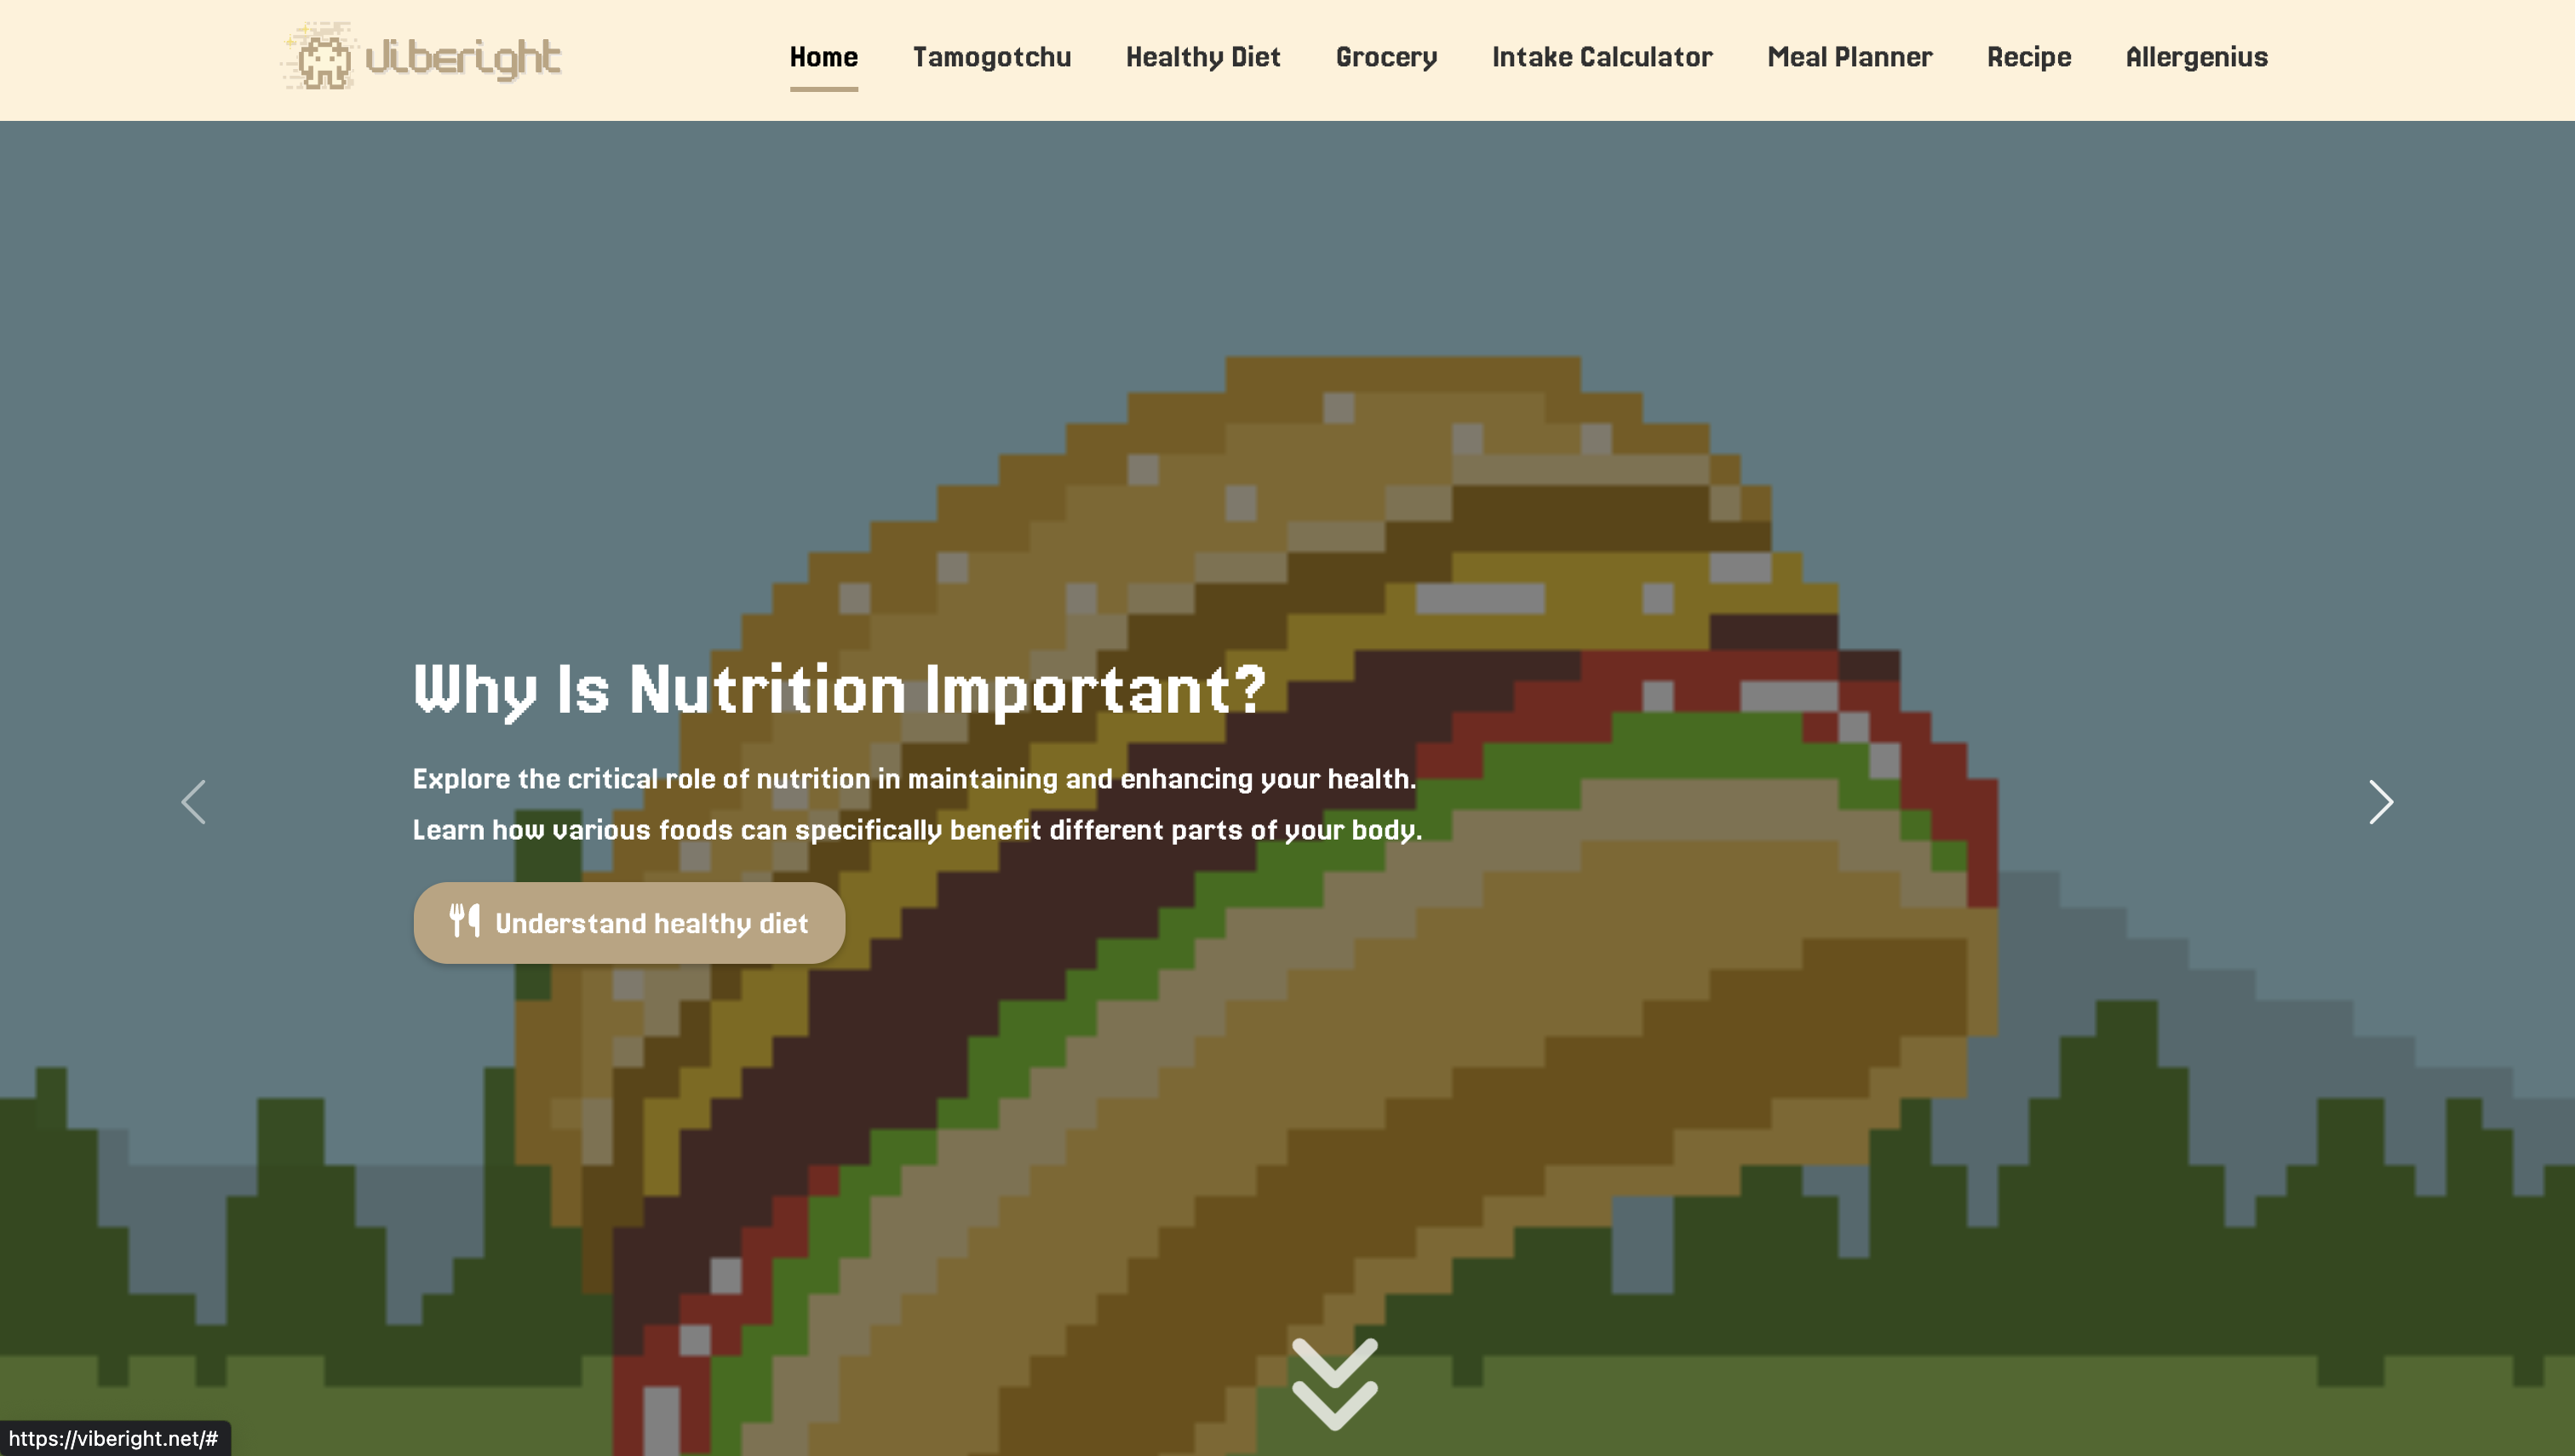 viberight
Home Tamogotchu Healthy Diet Grocery Intake Calculator Meal Planner Recipe Allergenius
Why Is Nutrition Important?
Explore the critical role of nutrition in maintaining and enhancing your health.
Learn how various foods can specifically benefit different parts of your body.
Understand healthy diet
https://viberight.net/#